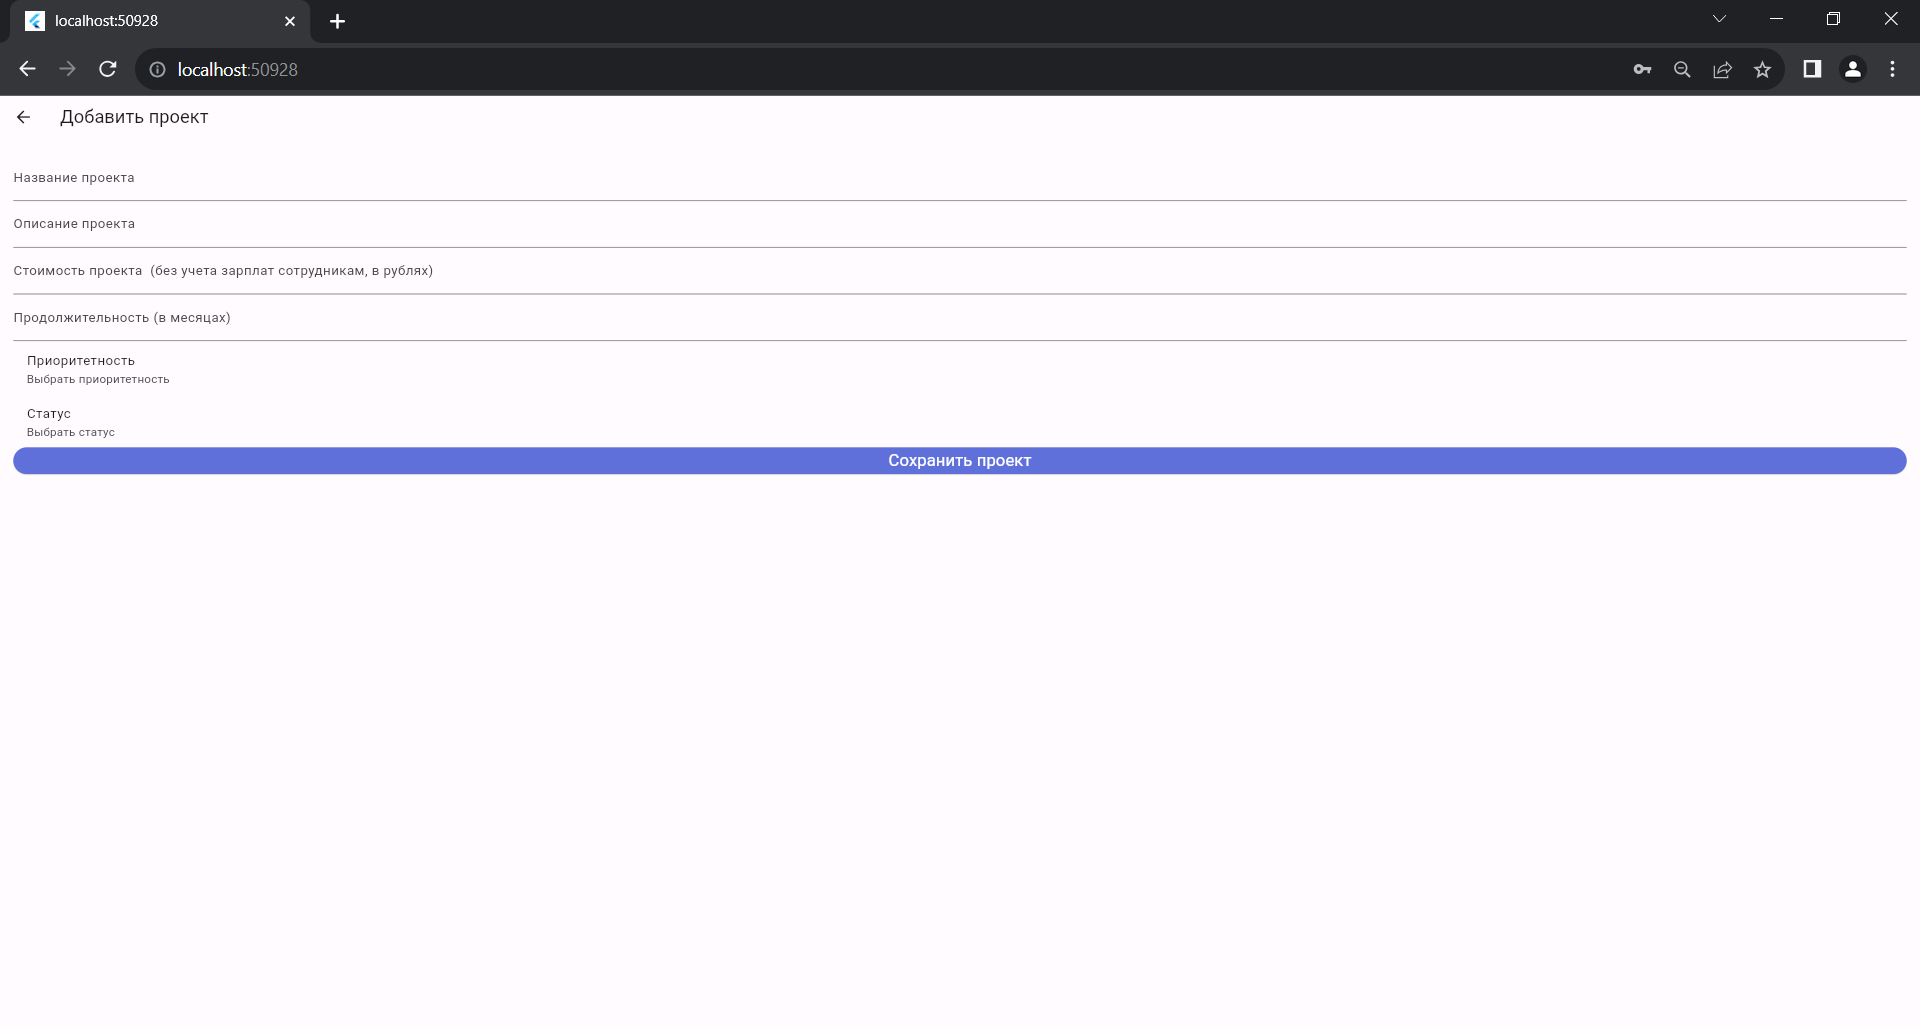 localhost:50928
localhost:50928
Добавить проект
Название проекта
Описание проекта
Стоимость проекта  (без учета зарплат сотрудникам, в рублях)
Продолжительность (в месяцах)
Приоритетность
Выбрать приоритетность
Статус
Выбрать статус
Сохранить проект